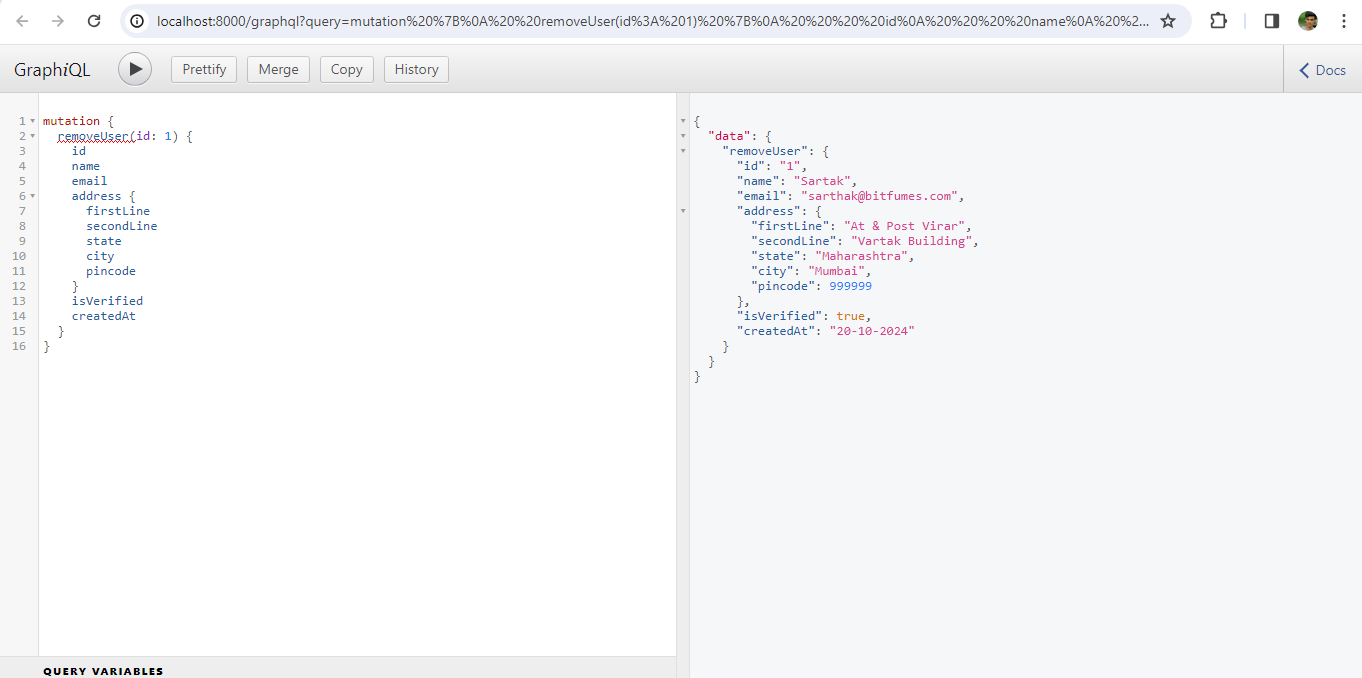 localhost:8000/graphql?query=mutation%20%7B%0A%20%20removeUser(id%3A%201)%20%7B%0A%20%20%20%20id%0A%20%20%20%20name%0A%20%2...
GraphiQL Prettify Merge Copy History Docs
1 mutation {
2 removeUser(id: 1) {
3 id
4 name
5 email
6 address {
7 firstLine
8 secondLine
9 state
10 city
11 pincode
12 }
13 isVerified
14 createdAt
15 }
16 }
{
"data": {
"removeUser": {
"id": "1",
"name": "Sartak",
"email": "sarthak@bitfumes.com",
"address": {
"firstLine": "At & Post Virar",
"secondLine": "Vartak Building",
"state": "Maharashtra",
"city": "Mumbai",
"pincode": 999999
},
"isVerified": true,
"createdAt": "20-10-2024"
}
}
}
QUERY VARIABLES